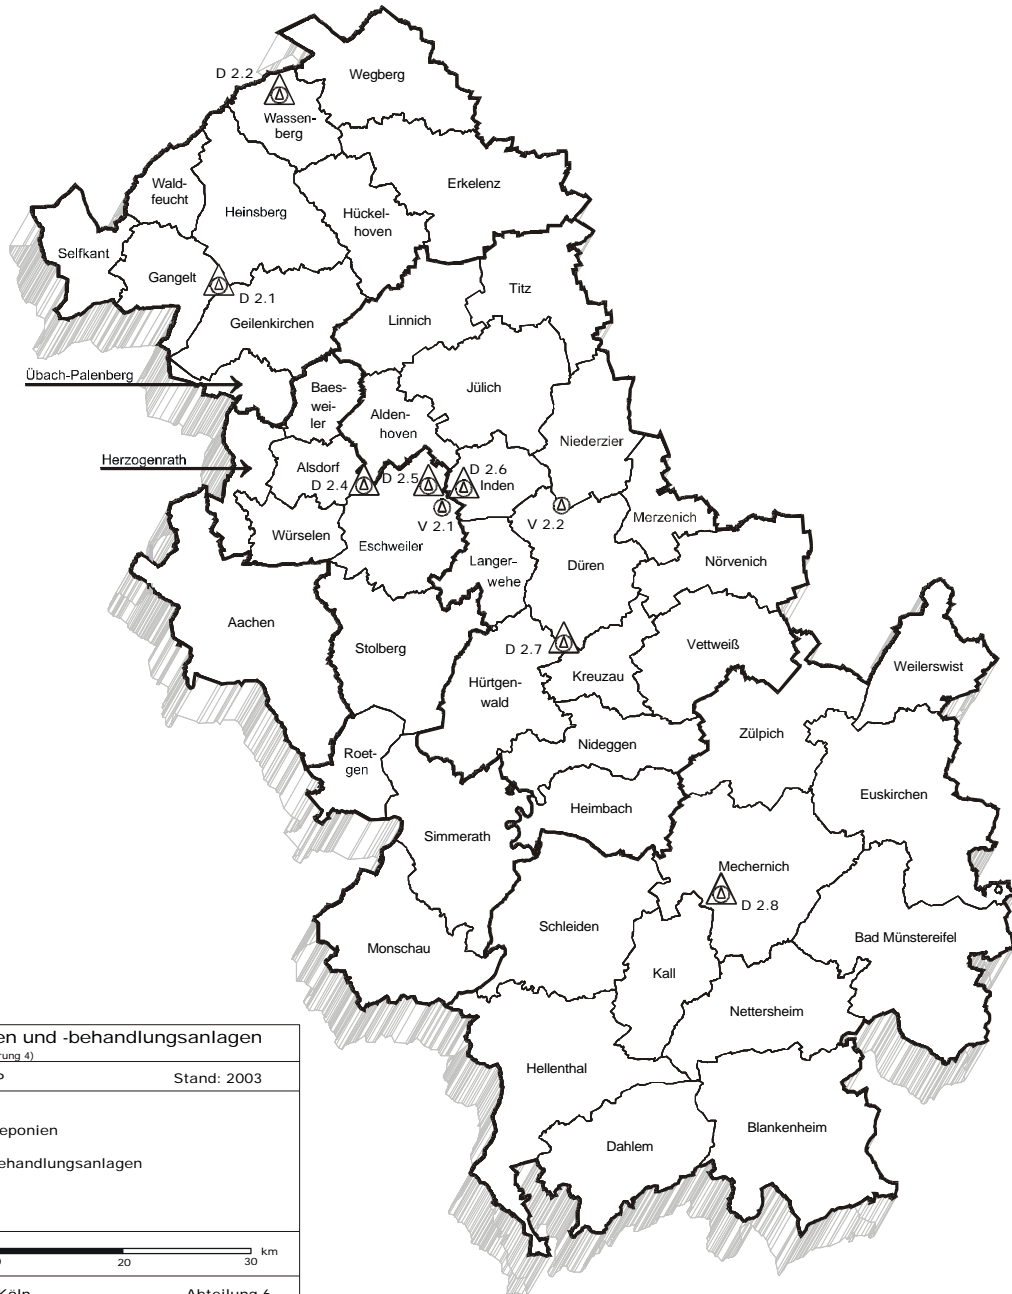 Wegberg
D 2.2
Wassen-
berg
Erkelenz
Wald-
feucht
Heinsberg
Hückel-
hoven
Selfkant
Gangelt
D 2.1
Titz
Geilenkirchen
Linnich
Übach-Palenberg
Baes-
wei-
ler
Jülich
Alden-
hoven
Niederzier
Herzogenrath
Alsdorf
D 2.4
D 2.5
D 2.6
Inden
V 2.1
V 2.2
Merzenich
Würselen
Eschweiler
Langer-
wehe
Düren
Nörvenich
Aachen
Stolberg
D 2.7
Vettweiß
Weilerswist
Hürtgen-
wald
Kreuzau
Zülpich
Nideggen
Roet-
gen
Euskirchen
Heimbach
Simmerath
Mechernich
D 2.8
Schleiden
Bad Münstereifel
Monschau
Kall
Nettersheim
Hellenthal
Blankenheim
Dahlem
en und -behandlungsanlagen
rung 4)
Stand: 2003
eponien
ehandlungsanlagen
km
20
30
Köln
Abteilung 6